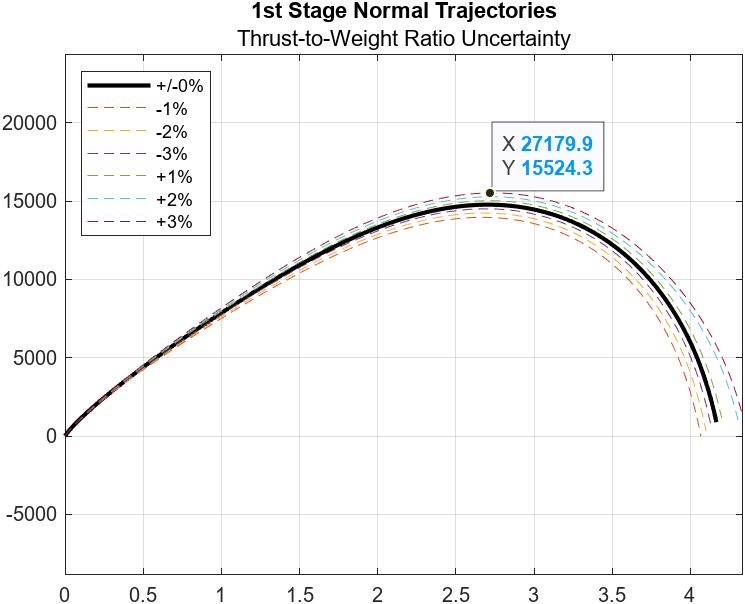 1st Stage Normal Trajectories
Thrust-to-Weight Ratio Uncertainty
+/-0%
-1%
-2%
-3%
+1%
+2%
+3%
X 27179.9
Y 15524.3
20000
15000
10000
5000
0
-5000
0 0.5 1 1.5 2 2.5 3 3.5 4